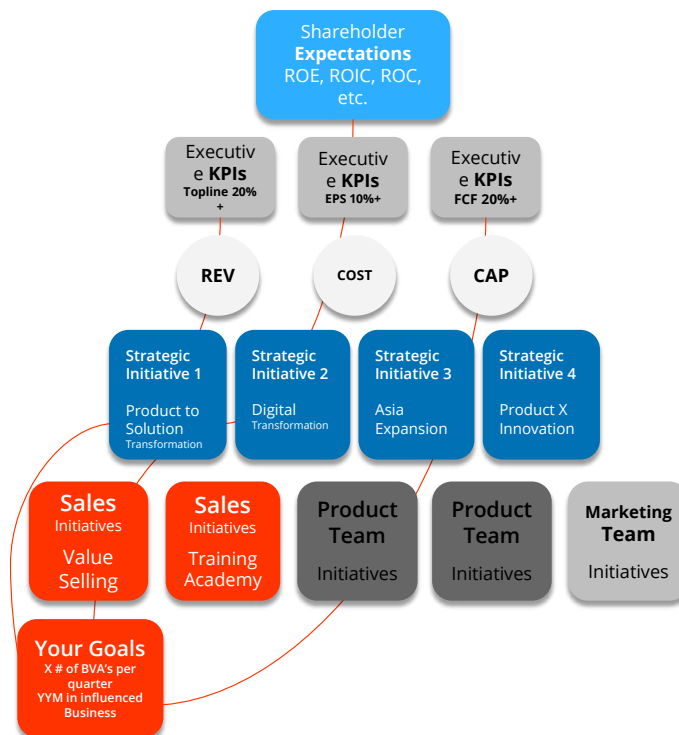 Shareholder
Expectations
ROE, ROIC, ROC,
etc.
Executiv
e KPIs
Topline 20%
+
Executiv
e KPIs
EPS 10%+
Executiv
e KPIs
FCF 20%+
REV
COST
CAP
Strategic
Initiative 1
Product to
Solution
Transformation
Strategic
Initiative 2
Digital
Transformation
Strategic
Initiative 3
Asia
Expansion
Strategic
Initiative 4
Product X
Innovation
Sales
Initiatives
Value
Selling
Sales
Initiatives
Training
Academy
Product
Team
Initiatives
Product
Team
Initiatives
Marketing
Team
Initiatives
Your Goals
X # of BVA's per
quarter
YYM in influenced
Business